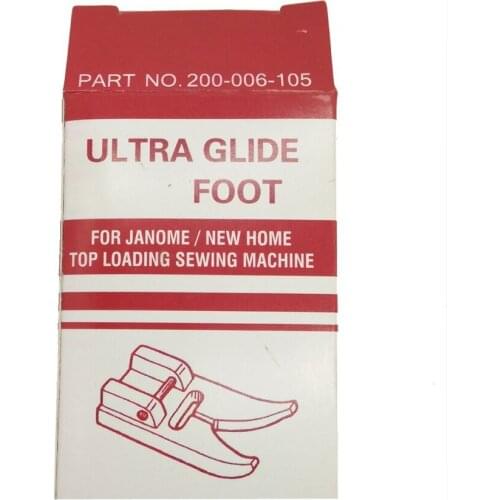 PART NO. 200-006-105
ULTRA GLIDE
FOOT
FOR JANOME / NEW HOME
TOP LOADING SEWING MACHINE